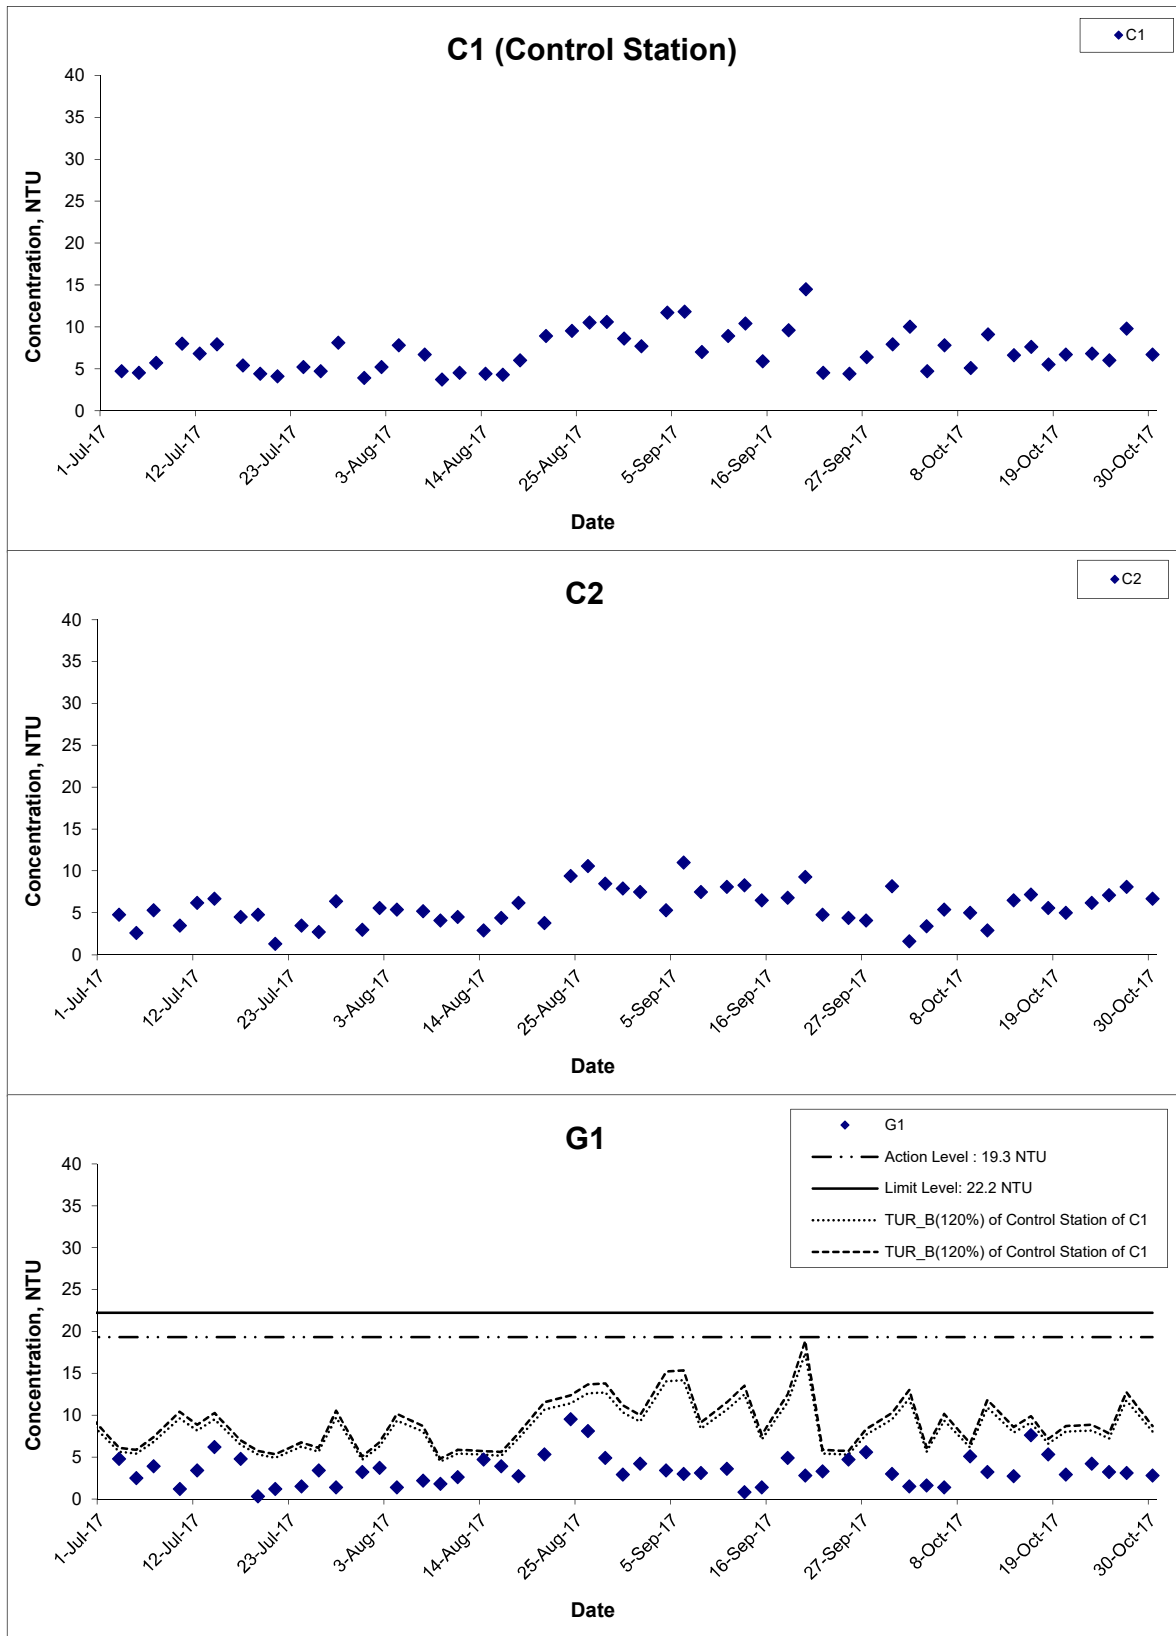 C1 (Control Station)
C1
Concentration, NTU
40
35
30
25
20
15
10
5
0
1-Jul-17 12-Jul-17 23-Jul-17 3-Aug-17 14-Aug-17 25-Aug-17 5-Sep-17 16-Sep-17 27-Sep-17 8-Oct-17 19-Oct-17 30-Oct-17
Date
C2
C2
Concentration, NTU
40
35
30
25
20
15
10
5
0
1-Jul-17 12-Jul-17 23-Jul-17 3-Aug-17 14-Aug-17 25-Aug-17 5-Sep-17 16-Sep-17 27-Sep-17 8-Oct-17 19-Oct-17 30-Oct-17
Date
G1
G1
Action Level : 19.3 NTU
Limit Level: 22.2 NTU
TUR_B(120%) of Control Station of C1
TUR_B(120%) of Control Station of C1
Concentration, NTU
40
35
30
25
20
15
10
5
0
1-Jul-17 12-Jul-17 23-Jul-17 3-Aug-17 14-Aug-17 25-Aug-17 5-Sep-17 16-Sep-17 27-Sep-17 8-Oct-17 19-Oct-17 30-Oct-17
Date